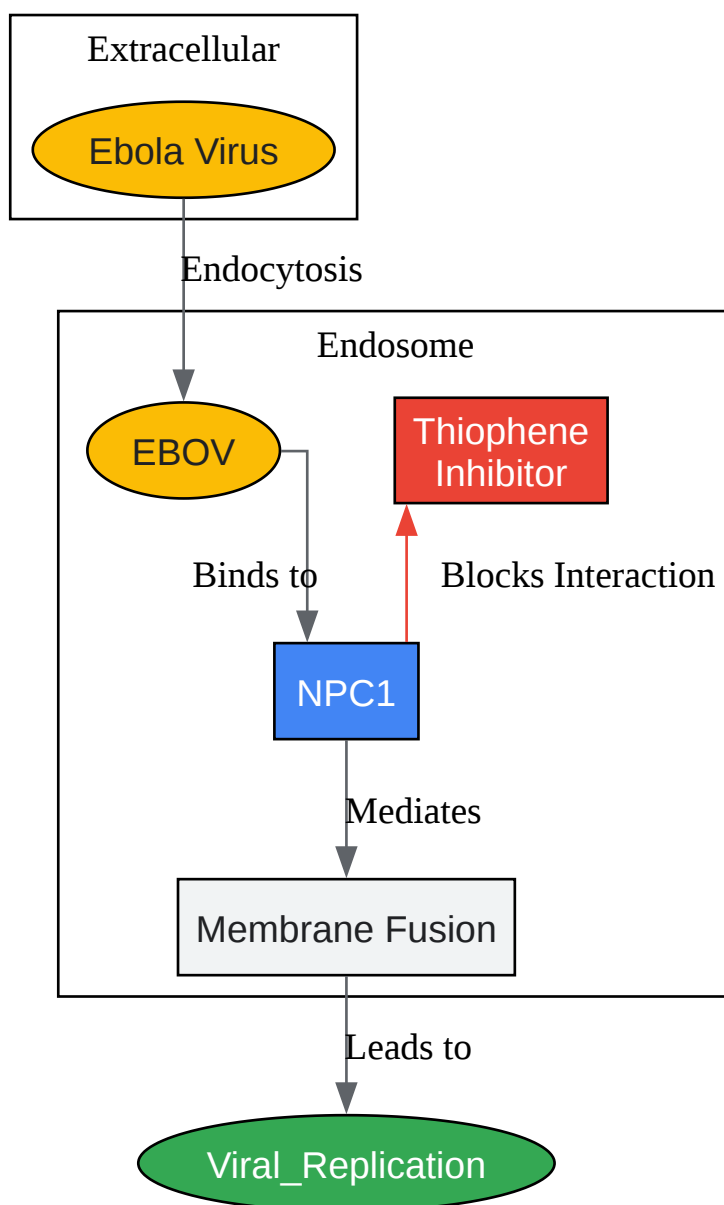 Extracellular
Ebola Virus
Endocytosis
Endosome
EBOV
Thiophene
Inhibitor
Binds to
Blocks Interaction
NPC1
Mediates
Membrane Fusion
Leads to
Viral_Replication